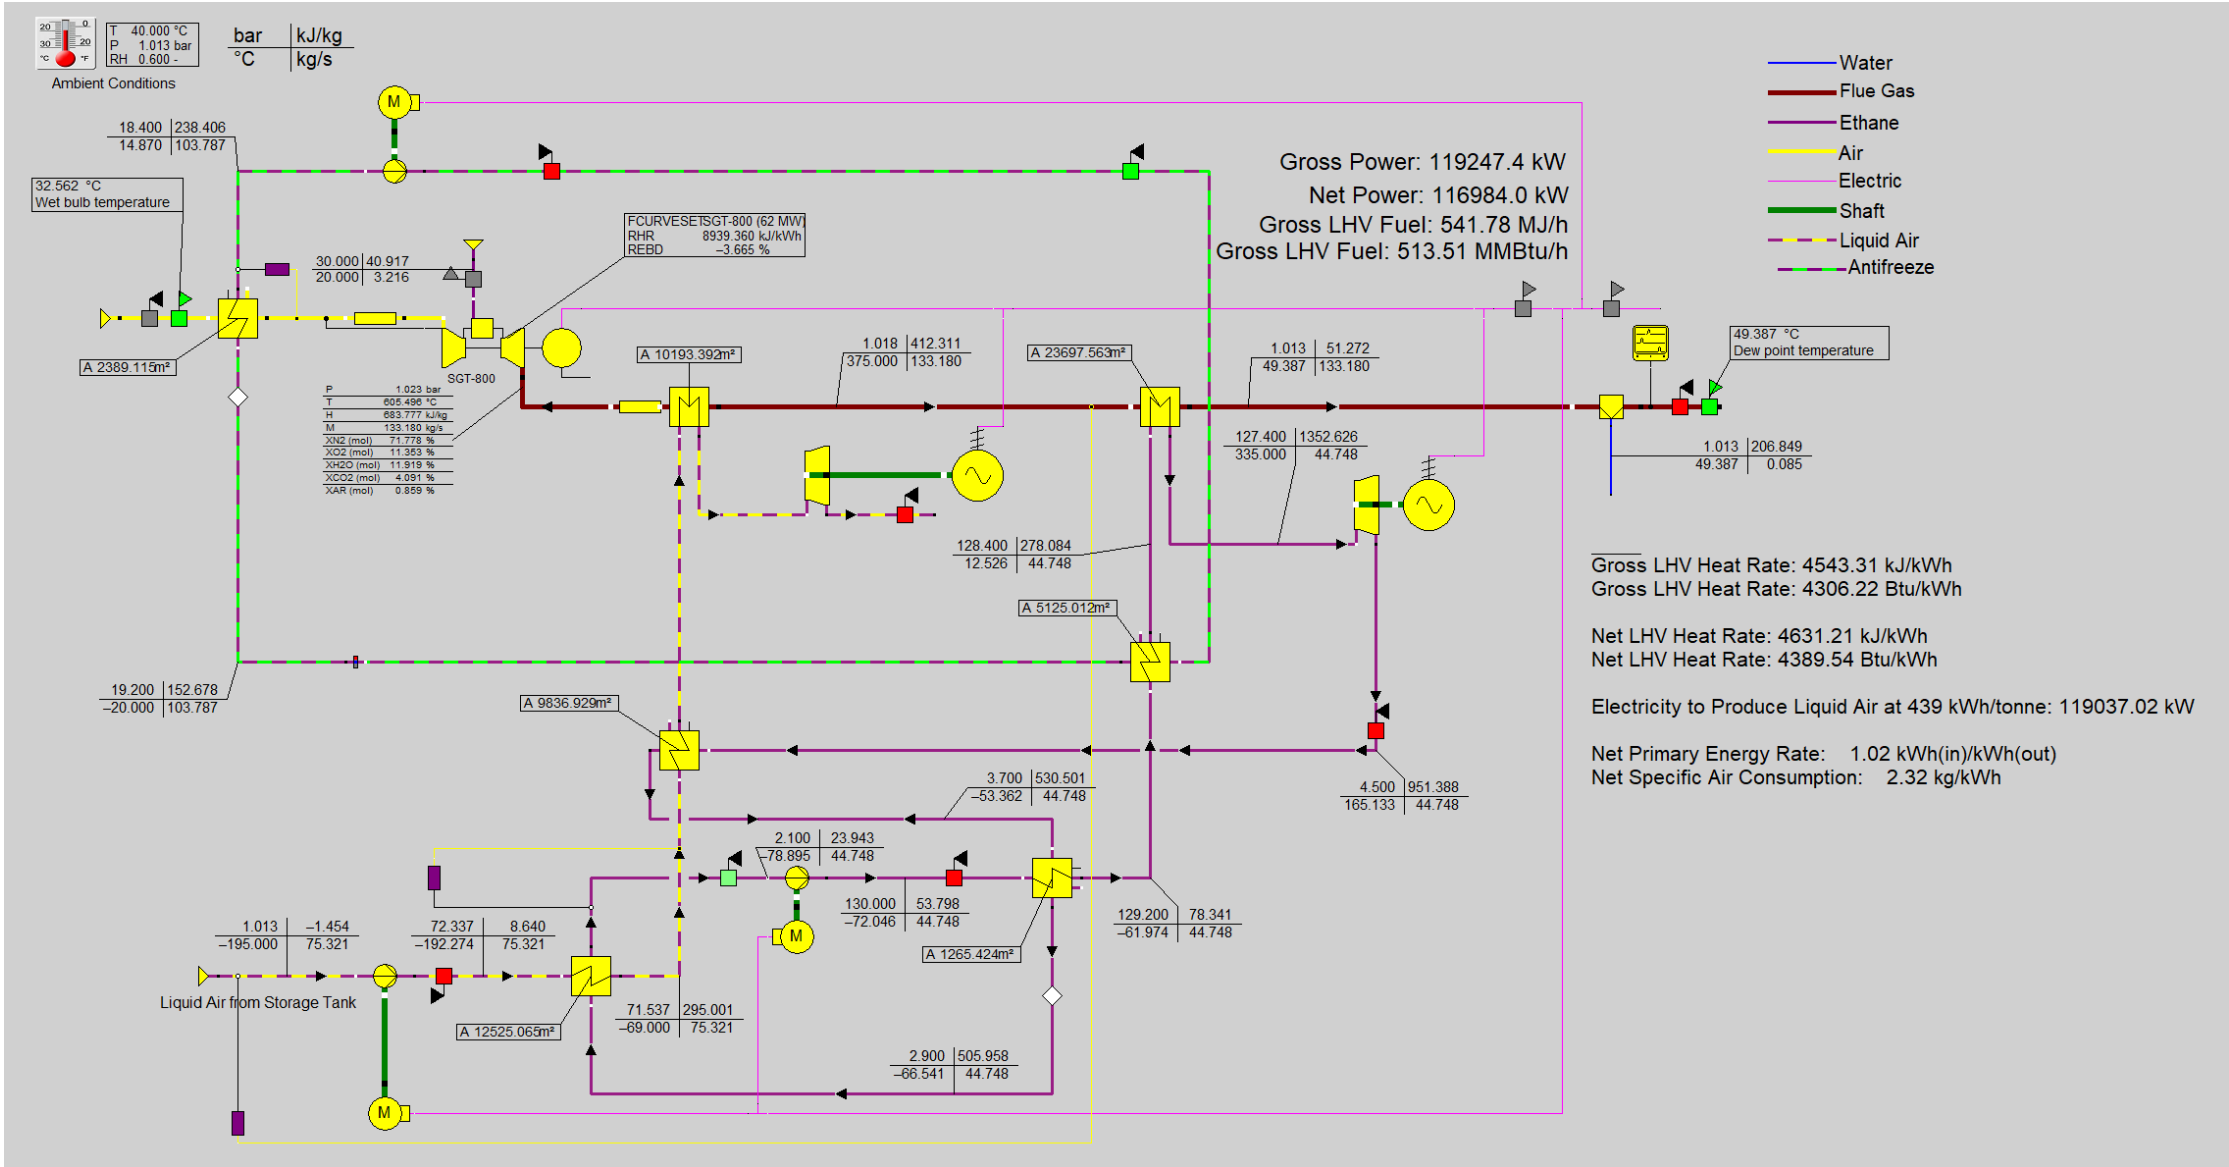 20 0
30 20
°C °F
Ambient Conditions
T 40.000 °C
P 1.013 bar
RH 0.600 -
bar kJ/kg
°C kg/s
M
18.400 238.406
14.870 103.787
32.562 °C
Wet bulb temperature
30.000 40.917
20.000 3.216
FCURVESETSGT-800 (62 MW)
RHR 8939.360 kJ/kWh
REBD –3.665 %
Gross Power: 119247.4 kW
Net Power: 116984.0 kW
Gross LHV Fuel: 541.78 MJ/h
Gross LHV Fuel: 513.51 MMBtu/h
Water
Flue Gas
Ethane
Air
Electric
Shaft
Liquid Air
Antifreeze
A 2389.115m²
SGT-800
A 10193.392m²
1.018 412.311
375.000 133.180
A 23697.563m²
1.013 51.272
49.387 133.180
49.387 °C
Dew point temperature
P 1.023 bar
T 605.496 °C
H 683.777 kJ/kg
M 133.180 kg/s
XN2 (mol) 71.778 %
XO2 (mol) 11.353 %
XH2O (mol) 11.919 %
XCO2 (mol) 4.091 %
XAR (mol) 0.859 %
127.400 1352.626
335.000 44.748
1.013 206.849
49.387 0.085
128.400 278.084
12.526 44.748
A 5125.012m²
Gross LHV Heat Rate: 4543.31 kJ/kWh
Gross LHV Heat Rate: 4306.22 Btu/kWh
Net LHV Heat Rate: 4631.21 kJ/kWh
Net LHV Heat Rate: 4389.54 Btu/kWh
Electricity to Produce Liquid Air at 439 kWh/tonne: 119037.02 kW
Net Primary Energy Rate: 1.02 kWh(in)/kWh(out)
Net Specific Air Consumption: 2.32 kg/kWh
19.200 152.678
–20.000 103.787
A 9836.929m²
3.700 530.501
–53.362 44.748
4.500 951.388
165.133 44.748
2.100 23.943
–78.895 44.748
130.000 53.798
–72.046 44.748
129.200 78.341
–61.974 44.748
M
A 1265.424m²
1.013 –1.454
–195.000 75.321
72.337 8.640
–192.274 75.321
Liquid Air from Storage Tank
71.537 295.001
–69.000 75.321
A 12525.065m²
2.900 505.958
–66.541 44.748
M